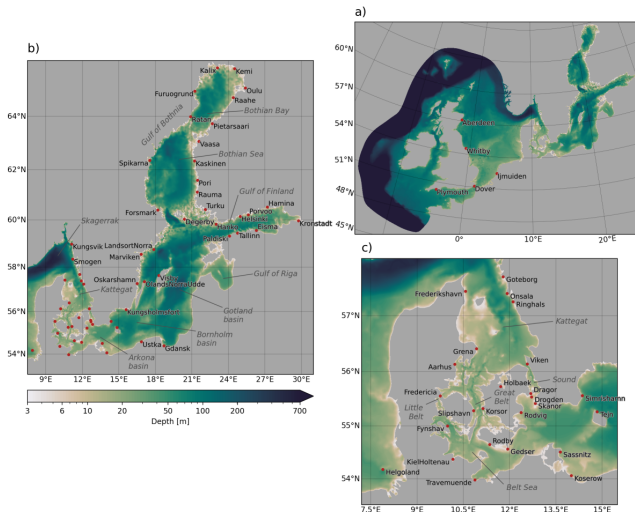 a)
60°N
57°N
54°N
51°N
48°N
45°N
0°E
10°E
20°E
Aberdeen
Whitby
Ijmuiden
Plymouth
Dover
b)
64°N
62°N
60°N
58°N
56°N
54°N
9°E
12°E
15°E
18°E
21°E
24°E
27°E
30°E
Kalix
Kemi
Oulu
Furuogrund
Raahe
Bothian Bay
Ratan
Pietarsaari
Gulf of Bothnia
Vaasa
Bothian Sea
Spikarna
Kaskinen
Pori
Rauma
Gulf of Finland
Turku
Hamina
Forsmark
Porvoo
Degerby
Helsinki
Hanko
Kronstadt
Skagerrak
Paldiski
Tallinn
Kungsvik
LandsortNorra
Smogen
Marviken
Gulf of Riga
Oskarshamn
Visby
OlandsNorraUdde
Kattegat
Gotland
basin
Kungsholmsfort
Bornholm
basin
Ustka
Gdansk
Arkona
basin
3
6
10
20
50
100
200
700
Depth [m]
c)
57°N
56°N
55°N
54°N
7.5°E
9°E
10.5°E
12°E
13.5°E
15°E
Goteborg
Frederikshavn
Onsala
Ringhals
Kattegat
Grena
Viken
Aarhus
Holbaek
Sound
Fredericia
Great
Belt
Dragor
Drogden
Skanor
Simrishamn
Little
Belt
Slipshavn
Korsor
Rodvig
Tejn
Fynshav
Rodby
Gedser
KielHoltenau
Sassnitz
Helgoland
Travemuende
Belt Sea
Koserow